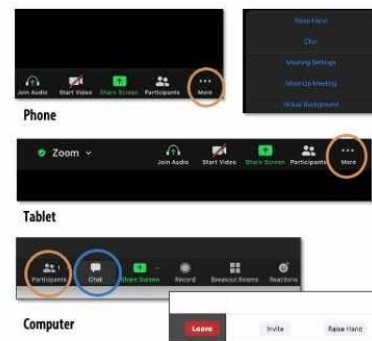 Join Audio Start Video Share Screen Participants More
Raise Hand
Chat
Meeting Settings
Minimize Meeting
Virtual Background
Phone
Zoom
Join Audio Start Video Share Screen Participants More
Tablet
Participants Chat Share Screen Record Breakout Rooms Reactions
Computer
Leave Invite Raise Hand